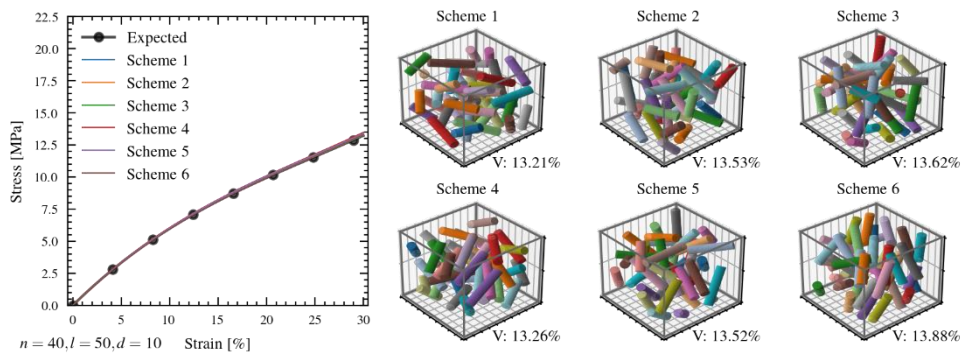 22.5
20.0
17.5
15.0
12.5
10.0
7.5
5.0
2.5
0.0
Stress [MPa]
Expected
Scheme 1
Scheme 2
Scheme 3
Scheme 4
Scheme 5
Scheme 6
0 5 10 15 20 25 30
n = 40, l = 50, d = 10 Strain [%]
Scheme 1
V: 13.21%
Scheme 2
V: 13.53%
Scheme 3
V: 13.62%
Scheme 4
V: 13.26%
Scheme 5
V: 13.52%
Scheme 6
V: 13.88%